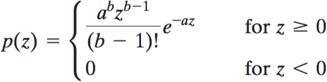 p(z) = { a^b z^{b−1} / (b − 1)! e^{−az} for z ≥ 0
0 for z < 0